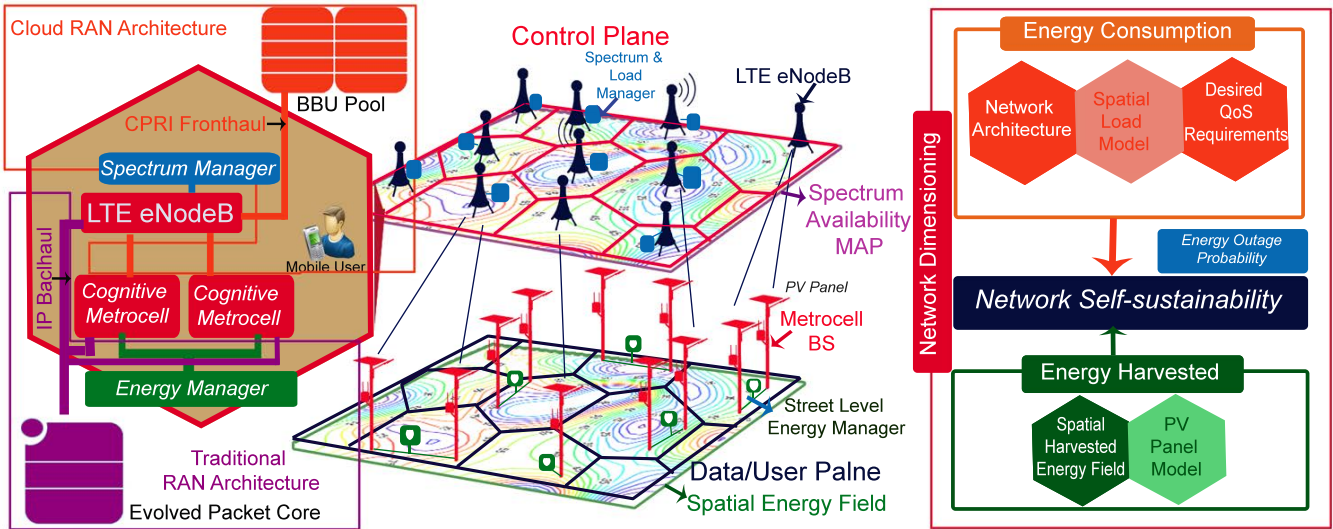 Cloud RAN Architecture
BBU Pool
CPRI Fronthaul
Spectrum Manager
LTE eNodeB
IP Baclhaul
Mobile User
Cognitive
Metrocell
Cognitive
Metrocell
Energy Manager
Traditional
RAN Architecture
Evolved Packet Core
Control Plane
Spectrum &
Load
Manager
LTE eNodeB
Spectrum
Availability
MAP
PV Panel
Metrocell
BS
Street Level
Energy Manager
Data/User Palne
Spatial Energy Field
Network Dimensioning
Energy Consumption
Network
Architecture
Spatial
Load
Model
Desired
QoS
Requirements
Energy Outage
Probability
Network Self-sustainability
Energy Harvested
Spatial
Harvested
Energy Field
PV
Panel
Model